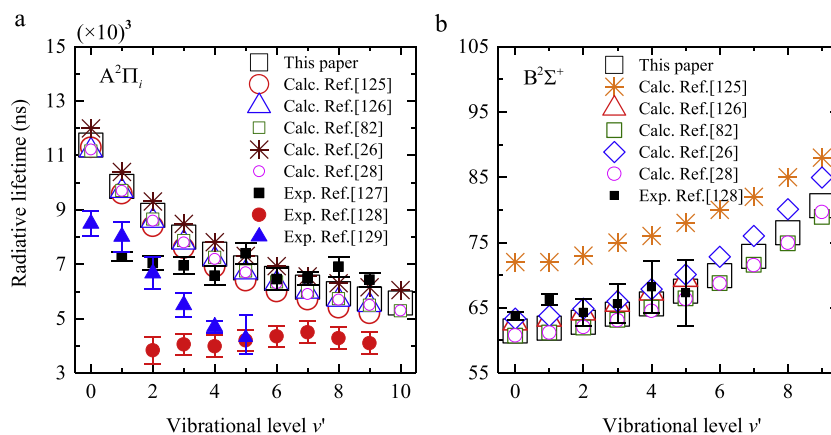 a
(×10)³
A²Πᵢ
This paper
Calc. Ref.[125]
Calc. Ref.[126]
Calc. Ref.[82]
Calc. Ref.[26]
Calc. Ref.[28]
Exp. Ref.[127]
Exp. Ref.[128]
Exp. Ref.[129]
Radiative lifetime (ns)
15
13
11
9
7
5
3
0 2 4 6 8 10
Vibrational level v'
b
B²Σ⁺
This paper
Calc. Ref.[125]
Calc. Ref.[126]
Calc. Ref.[82]
Calc. Ref.[26]
Calc. Ref.[28]
Exp. Ref.[128]
105
95
85
75
65
55
0 2 4 6 8
Vibrational level v'